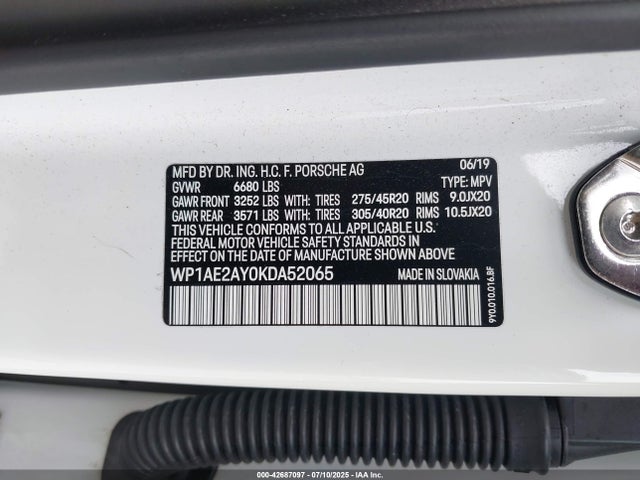 MFD BY DR. ING. H.C. F. PORSCHE AG 06/19
GVWR 6680 LBS TYPE: MPV
GAWR FRONT 3252 LBS WITH: TIRES 275/45R20 RIMS 9.0JX20
GAWR REAR 3571 LBS WITH: TIRES 305/40R20 RIMS 10.5JX20
THIS VEHICLE CONFORMS TO ALL APPLICABLE U.S.
FEDERAL MOTOR VEHICLE SAFETY STANDARDS IN
EFFECT ON THE DATE OF MANUFACTURE SHOWN ABOVE
WP1AE2AY0KDA52065 MADE IN SLOVAKIA
9Y0.010.016.BF
00-42687097 - 07/10/2025 - IAA Inc.